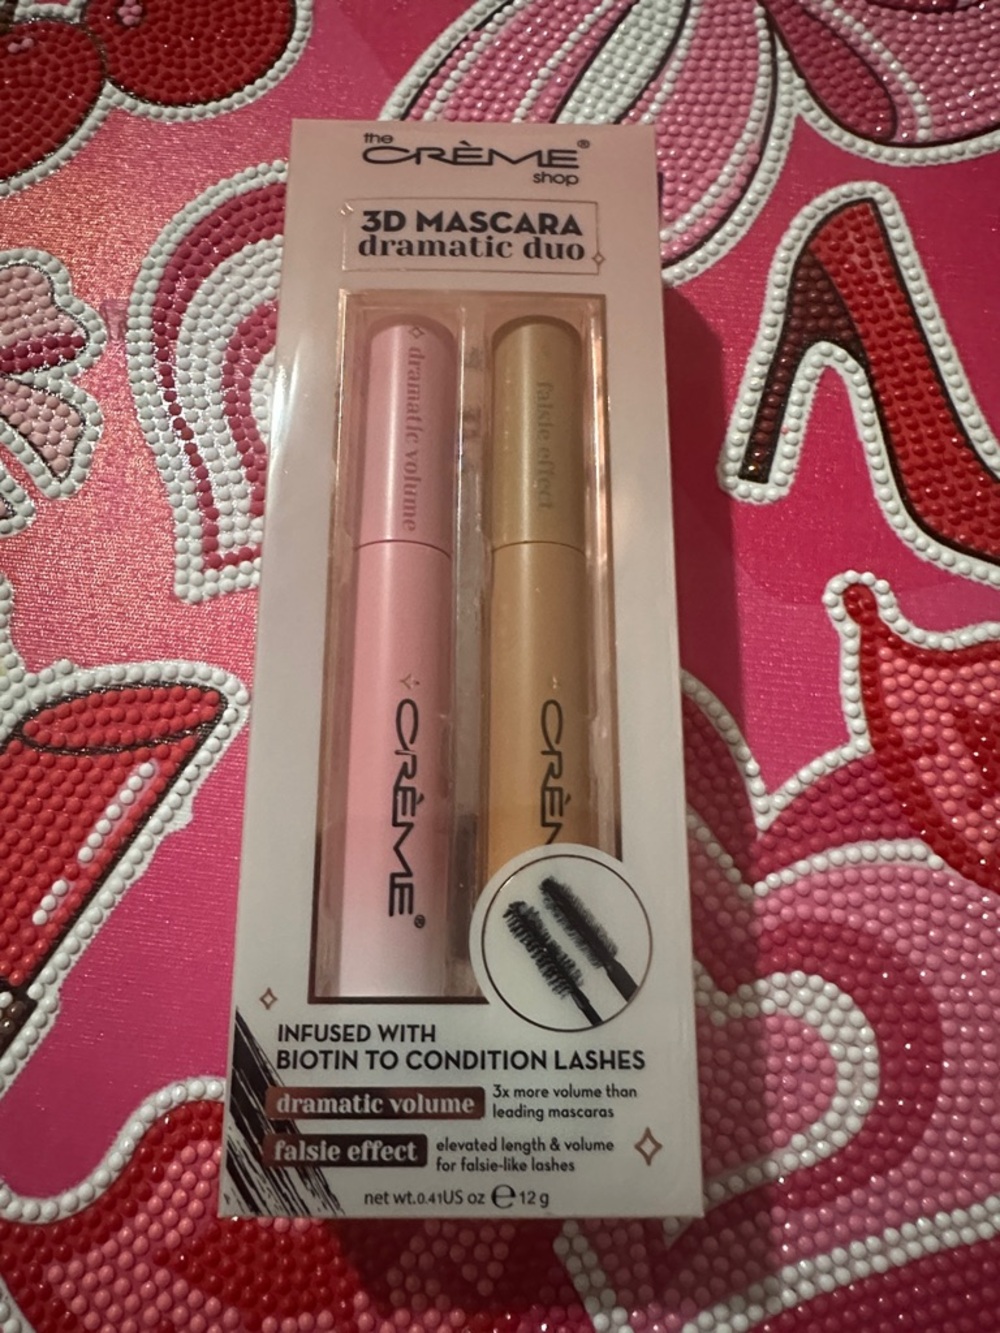 the
CRÈME®
shop
3D MASCARA
dramatic duo
dramatic volume
falsie effect
CRÈME®
CRÈM
INFUSED WITH
BIOTIN TO CONDITION LASHES
dramatic volume
3x more volume than
leading mascaras
falsie effect
elevated length & volume
for falsie-like lashes
net wt.0.41US oz ℮12 g